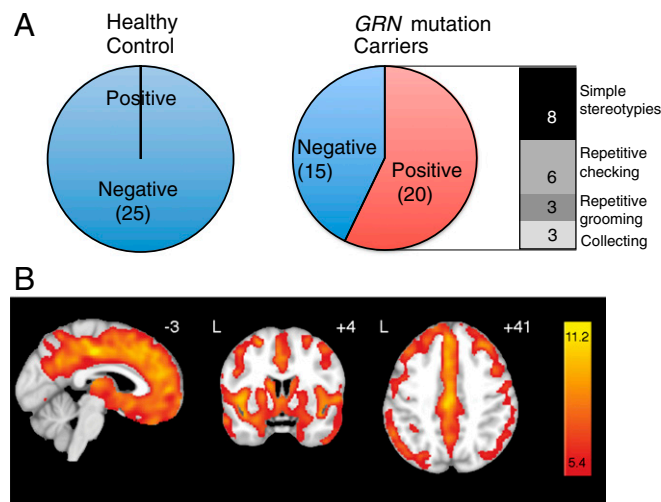 A
Healthy
Control
GRN mutation
Carriers
Positive
Negative
(25)
Negative
(15)
Positive
(20)
8
Simple
stereotypies
6
Repetitive
checking
3
Repetitive
grooming
3
Collecting
B
-3
L
+4
L
+41
11.2
5.4